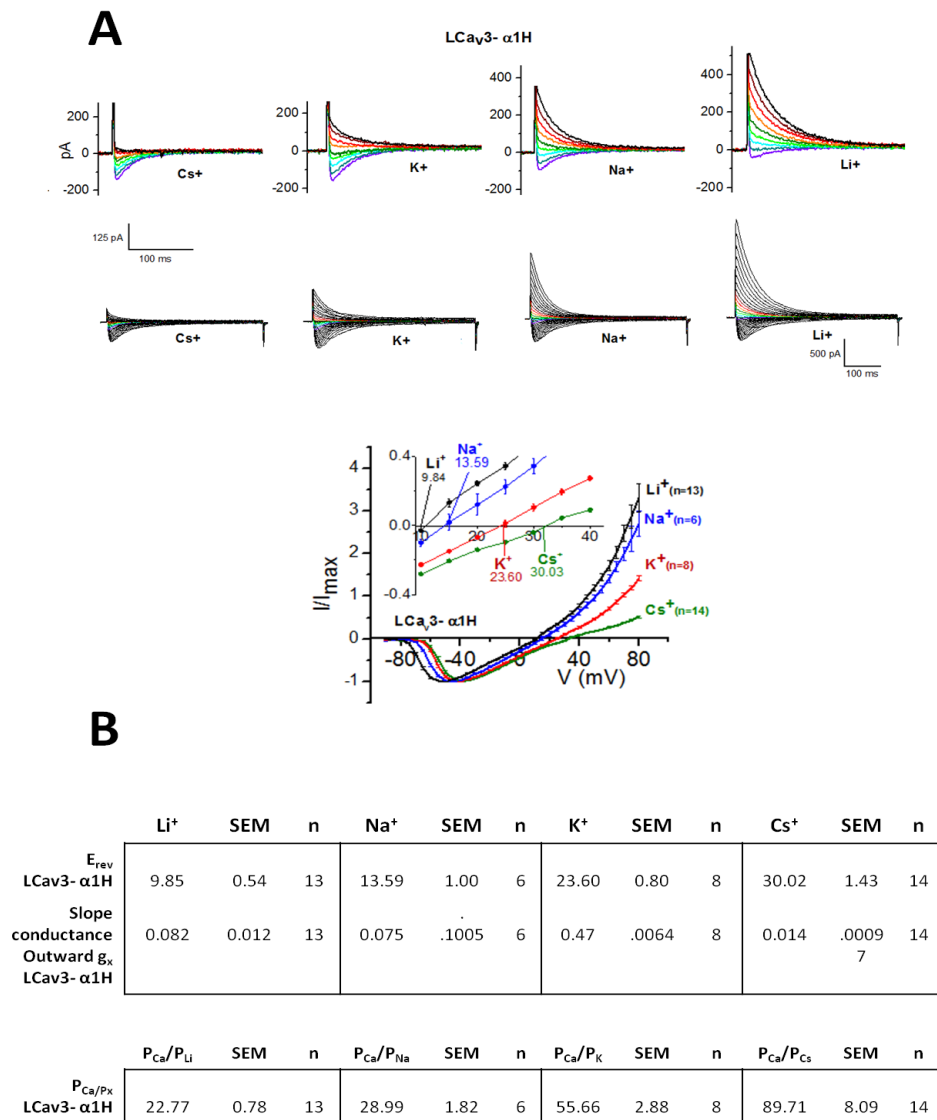 A
LCav3- α1H
200
0
-200
pA
Cs+
200
0
-200
K+
400
200
0
-200
Na+
400
200
0
-200
Li+
125 pA
100 ms
Cs+
K+
Na+
Li+
500 pA
100 ms
I/Imax
4
3
2
1
0
-1
-80
-40
0
40
80
V (mV)
LCav3- α1H
0.4
0.0
-0.4
10
20
30
40
Li+
9.84
Na+
13.59
K+
23.60
Cs+
30.03
Li+(n=13)
Na+(n=6)
K+(n=8)
Cs+(n=14)
B
Li+ SEM n Na+ SEM n K+ SEM n Cs+ SEM n
Erev
LCav3- α1H 9.85 0.54 13 13.59 1.00 6 23.60 0.80 8 30.02 1.43 14
Slope .
conductance 0.082 0.012 13 0.075 .1005 6 0.47 .0064 8 0.014 .0009 14
Outward gx 7
LCav3- α1H
PCa/PLi SEM n PCa/PNa SEM n PCa/PK SEM n PCa/PCs SEM n
PCa/Px
LCav3- α1H 22.77 0.78 13 28.99 1.82 6 55.66 2.88 8 89.71 8.09 14